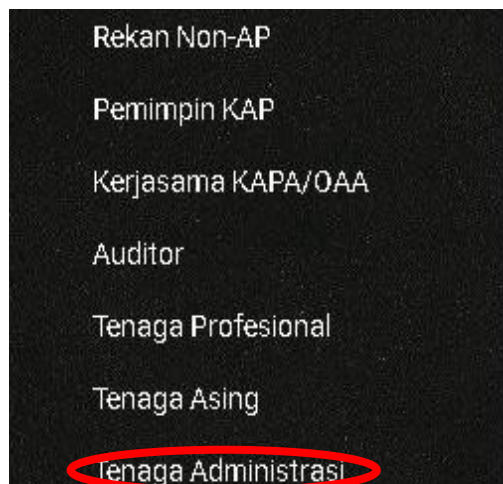 Rekan Non-AP
Pemimpin KAP
Kerjasama KAPA/OAA
Auditor
Tenaga Profesional
Tenaga Asing
Tenaga Administrasi